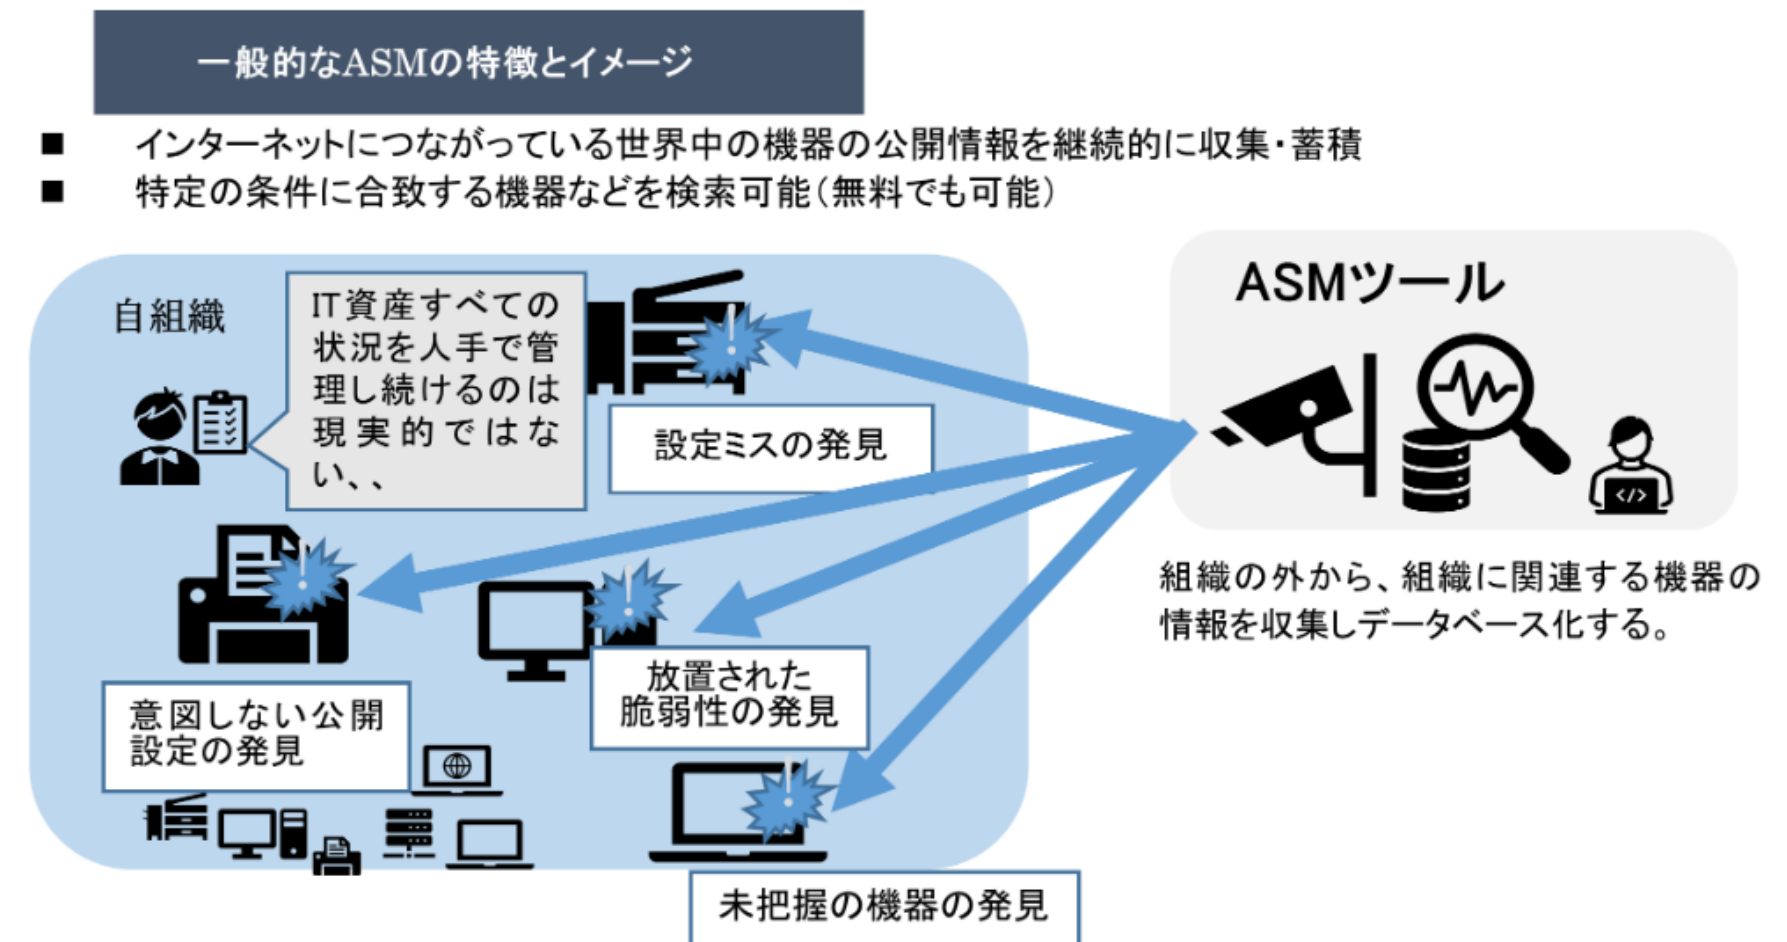 一般的なASMの特徴とイメージ
■ インターネットにつながっている世界中の機器の公開情報を継続的に収集・蓄積
■ 特定の条件に合致する機器などを検索可能（無料でも可能）
自組織
IT資産すべての
状況を人手で管
理し続けるのは
現実的ではな
い、、
設定ミスの発見
意図しない公開
設定の発見
放置された
脆弱性の発見
未把握の機器の発見
ASMツール
</>
組織の外から、組織に関連する機器の
情報を収集しデータベース化する。